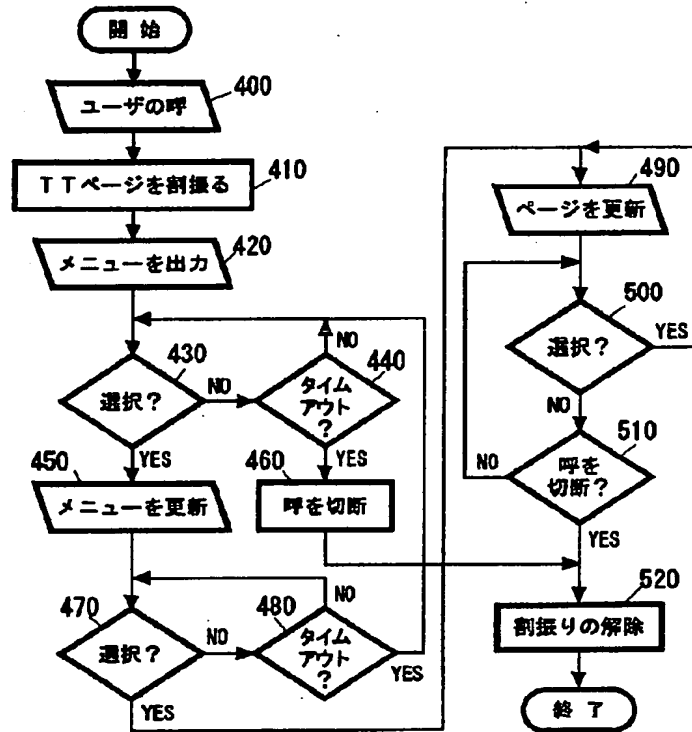 開始
400
ユーザの呼
TTページを割振る
410
メニューを出力
420
430
選択?
NO
YES
NO
440
タイム
アウト
?
YES
450
メニューを更新
460
呼を切断
470
選択?
NO
YES
NO
480
タイム
アウト
?
YES
490
ページを更新
500
選択?
YES
NO
510
呼を
切断?
NO
YES
520
割振りの解除
終了